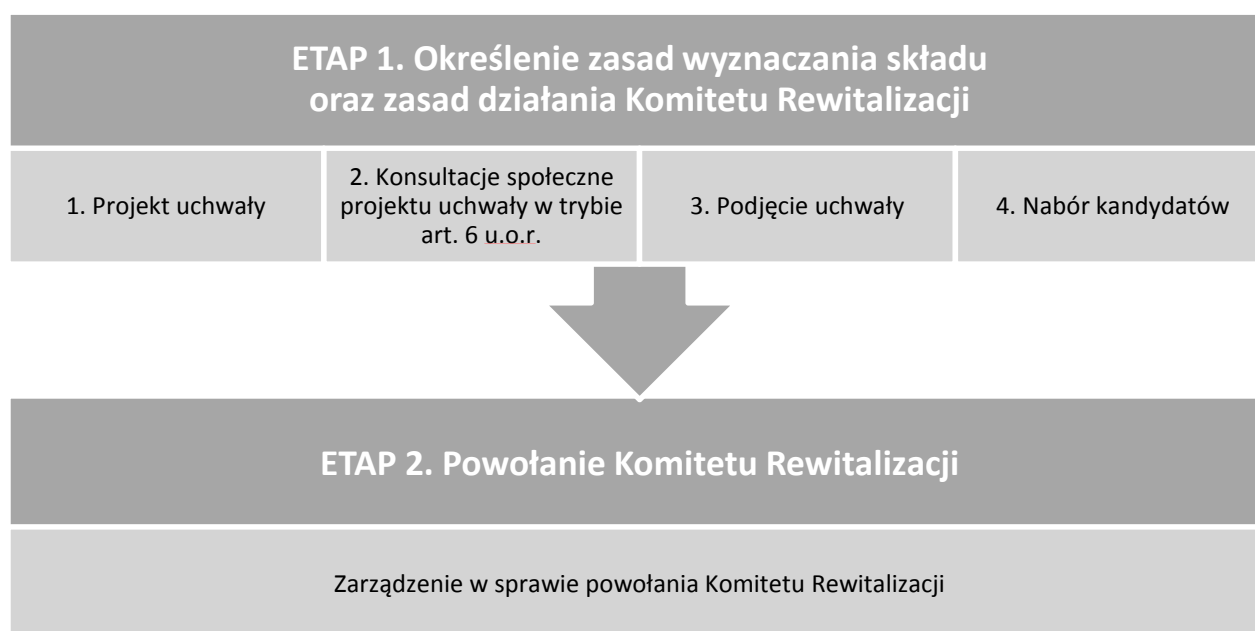 ETAP 1. Określenie zasad wyznaczania składu
oraz zasad działania Komitetu Rewitalizacji
1. Projekt uchwały
2. Konsultacje społeczne
projektu uchwały w trybie
art. 6 u.o.r.
3. Podjęcie uchwały
4. Nabór kandydatów
ETAP 2. Powołanie Komitetu Rewitalizacji
Zarządzenie w sprawie powołania Komitetu Rewitalizacji